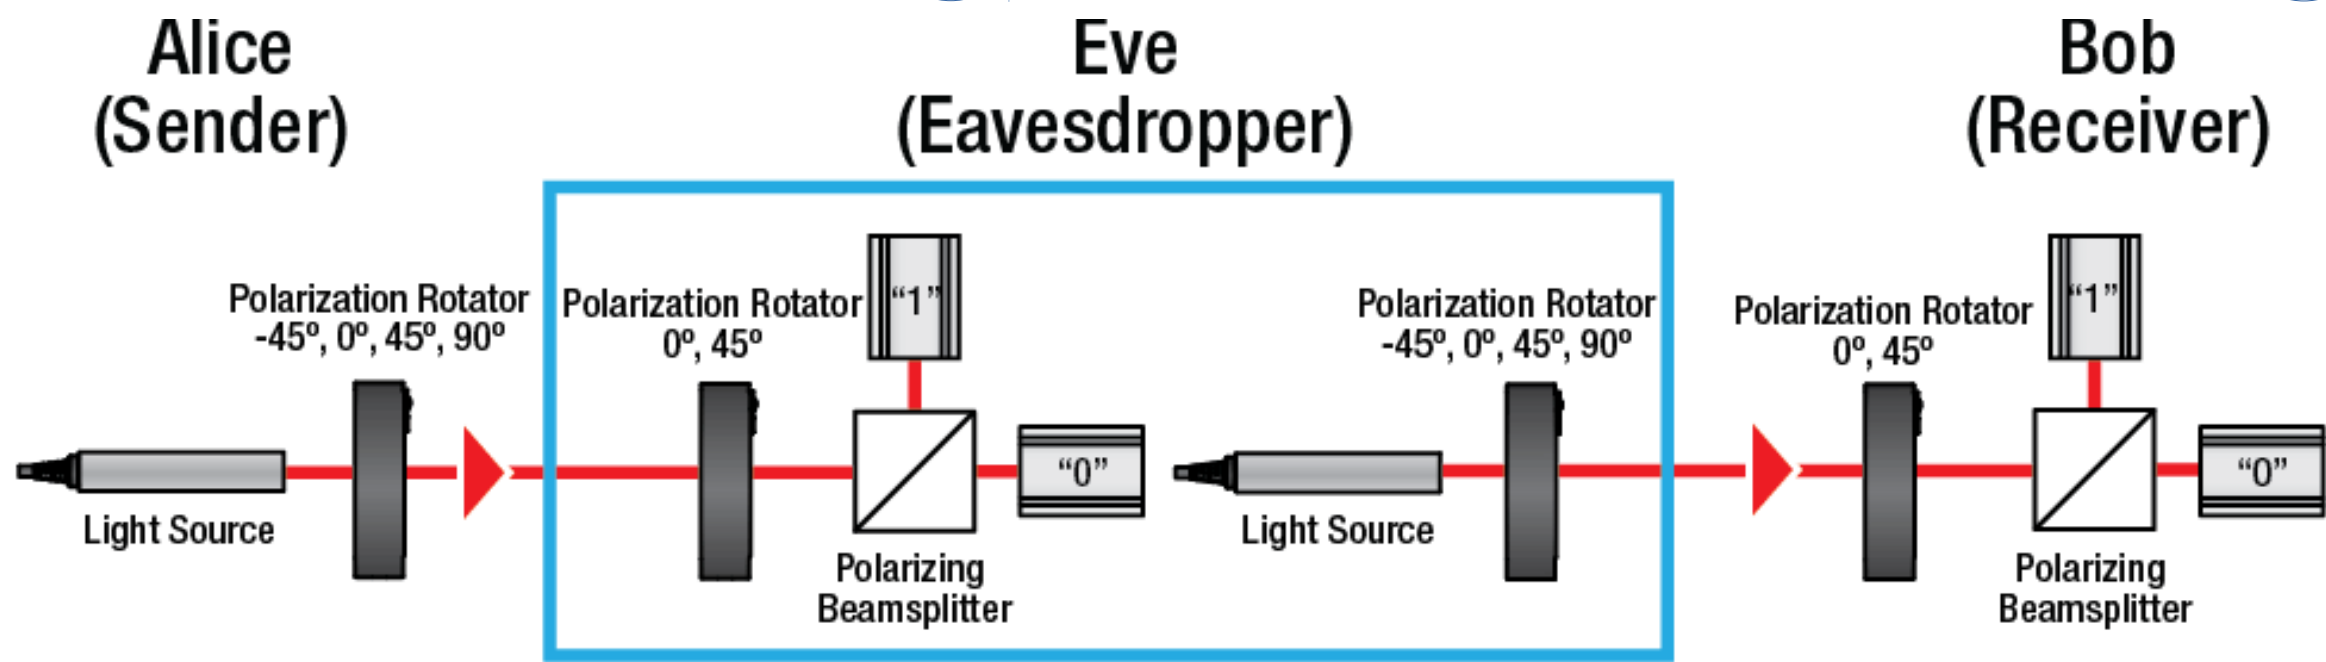 Alice
(Sender)
Eve
(Eavesdropper)
Bob
(Receiver)
Polarization Rotator
-45º, 0º, 45º, 90º
Light Source
Polarization Rotator
0º, 45º
“1”
“0”
Polarizing
Beamsplitter
Light Source
Polarization Rotator
-45º, 0º, 45º, 90º
Polarization Rotator
0º, 45º
“1”
“0”
Polarizing
Beamsplitter